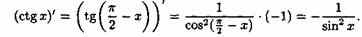 (ctg x)′ = (tg(π/2 − x))′ = 1/cos²(π/2 − x) · (−1) = − 1/sin² x.